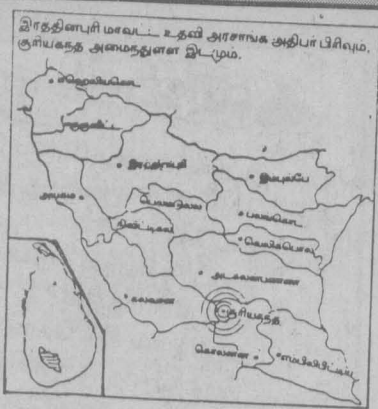 இரத்தினபுரி மாவட்ட உதவி அரசாங்க அதிபர் பிரிவும்,
சூரியகந்த அமைந்துள்ள இடமும்.
எஹெலியகொட
குருவிட்ட
இரத்தினபுரி
இம்புல்பே
அயகம
பெல்மடுல்ல
பலாங்கொட
நிவித்திகல
வெலிகெபொல
கலவான
சூரியகந்த
கொலன்ன
எம்பிலிபிட்டிய